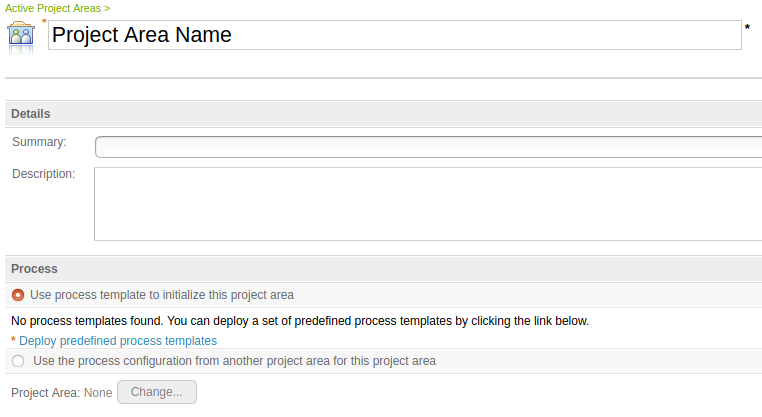 Active Project Areas >
* Project Area Name *
Details
Summary:
Description:
Process
Use process template to initialize this project area
No process templates found. You can deploy a set of predefined process templates by clicking the link below.
* Deploy predefined process templates
Use the process configuration from another project area for this project area
Project Area: None Change...